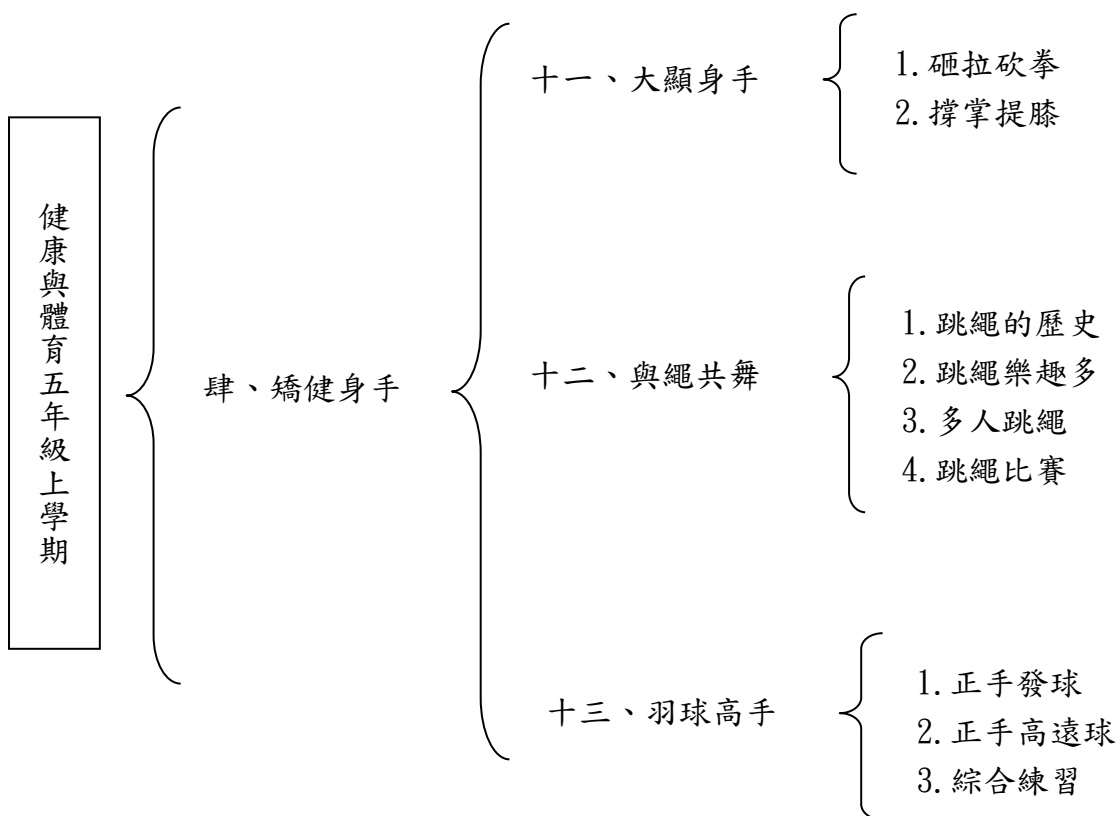 健康與體育五年級上學期
肆、矯健身手
十一、大顯身手
1.砸拉砍拳
2.撐掌提膝
十二、與繩共舞
1.跳繩的歷史
2.跳繩樂趣多
3.多人跳繩
4.跳繩比賽
十三、羽球高手
1.正手發球
2.正手高遠球
3.綜合練習